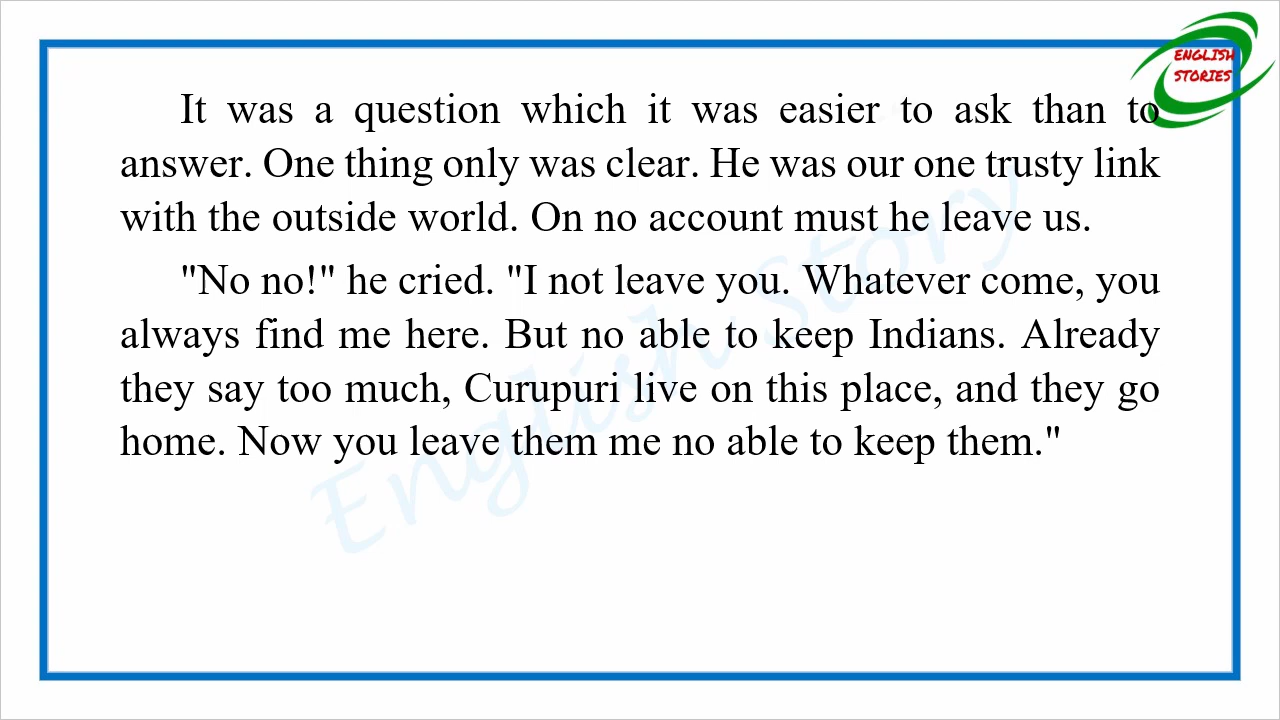 ENGLISH
STORIES
It was a question which it was easier to ask than to
answer. One thing only was clear. He was our one trusty link
with the outside world. On no account must he leave us.
"No no!" he cried. "I not leave you. Whatever come, you
always find me here. But no able to keep Indians. Already
they say too much, Curupuri live on this place, and they go
home. Now you leave them me no able to keep them."
English Story